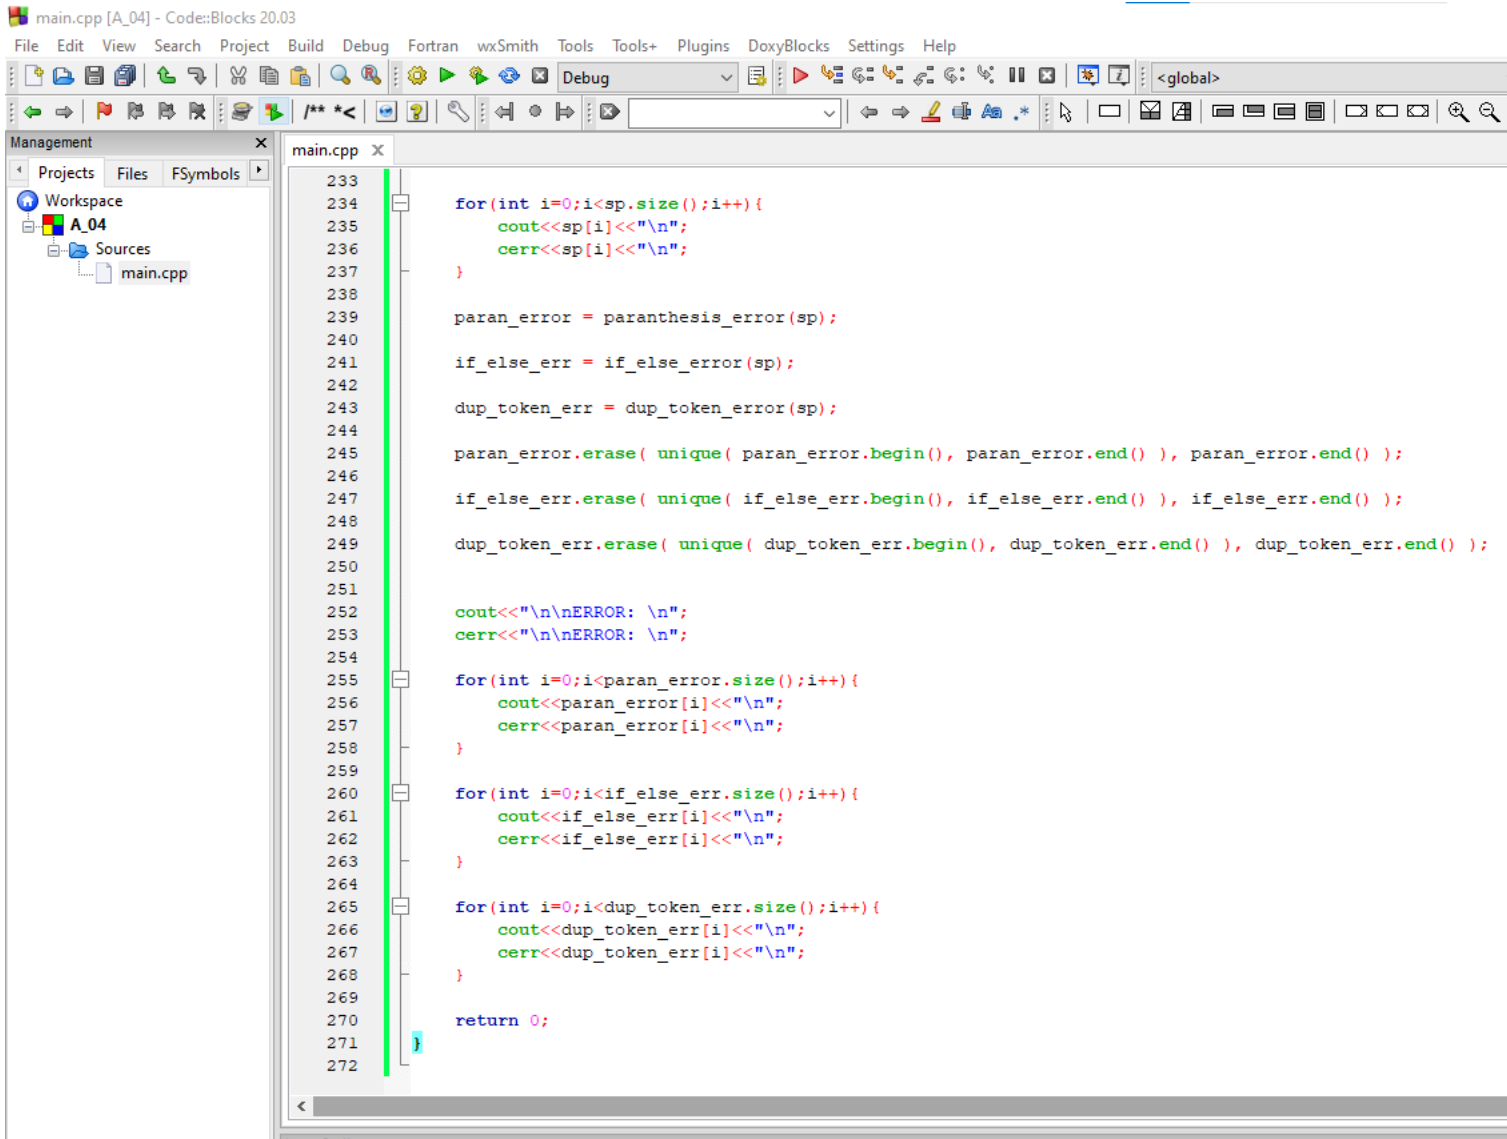 main.cpp [A_04] - Code::Blocks 20.03
File Edit View Search Project Build Debug Fortran wxSmith Tools Tools+ Plugins DoxyBlocks Settings Help
Debug <global>
/** *<
Management
main.cpp
Projects Files FSymbols
Workspace
A_04
Sources
main.cpp
233
234 for(int i=0;i<sp.size();i++){
235 cout<<sp[i]<<"\n";
236 cerr<<sp[i]<<"\n";
237 }
238
239 paran_error = paranthesis_error(sp);
240
241 if_else_err = if_else_error(sp);
242
243 dup_token_err = dup_token_error(sp);
244
245 paran_error.erase( unique( paran_error.begin(), paran_error.end() ), paran_error.end() );
246
247 if_else_err.erase( unique( if_else_err.begin(), if_else_err.end() ), if_else_err.end() );
248
249 dup_token_err.erase( unique( dup_token_err.begin(), dup_token_err.end() ), dup_token_err.end() );
250
251
252 cout<<"\n\nERROR: \n";
253 cerr<<"\n\nERROR: \n";
254
255 for(int i=0;i<paran_error.size();i++){
256 cout<<paran_error[i]<<"\n";
257 cerr<<paran_error[i]<<"\n";
258 }
259
260 for(int i=0;i<if_else_err.size();i++){
261 cout<<if_else_err[i]<<"\n";
262 cerr<<if_else_err[i]<<"\n";
263 }
264
265 for(int i=0;i<dup_token_err.size();i++){
266 cout<<dup_token_err[i]<<"\n";
267 cerr<<dup_token_err[i]<<"\n";
268 }
269
270 return 0;
271 }
272